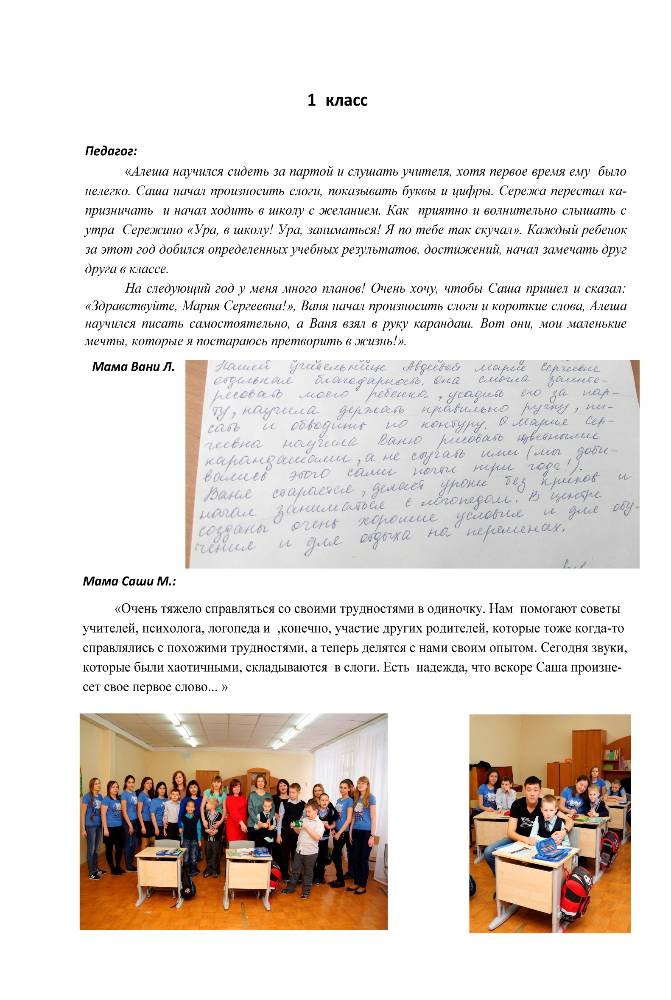 1 класс
Педагог:
«Алеша научился сидеть за партой и слушать учителя, хотя первое время ему было
нелегко. Саша начал произносить слоги, показывать буквы и цифры. Сережа перестал ка-
призничать и начал ходить в школу с желанием. Как приятно и волнительно слышать с
утра Сережино «Ура, в школу! Ура, заниматься! Я по тебе так скучал». Каждый ребенок
за этот год добился определенных учебных результатов, достижений, начал замечать друг
друга в классе.
На следующий год у меня много планов! Очень хочу, чтобы Саша пришел и сказал:
«Здравствуйте, Мария Сергеевна!», Ваня начал произносить слоги и короткие слова, Алеша
научился писать самостоятельно, а Ваня взял в руку карандаш. Вот они, мои маленькие
мечты, которые я постараюсь претворить в жизнь!».
Мама Вани Л.
Нашей учительнице Авдеевой Марие Сергеевне
отдельная благодарность. Она смогла заинте-
ресовать моего ребенка, усадить его за пар-
ту, научила держать правильно ручку, пи-
сать и обводить по контуру. Мария Сер-
геевна научила Ваню рисовать цветными
карандашами, а не стучать ими (мы доби-
вались этого сами почти три года!).
Ваня старается, делает уроки без криков и
начал заниматься с логопедом. В центре
созданы очень хорошие условия и для обу-
чения и для отдыха на переменах.
Мама Саши М.:
«Очень тяжело справляться со своими трудностями в одиночку. Нам помогают советы
учителей, психолога, логопеда и ,конечно, участие других родителей, которые тоже когда-то
справлялись с похожими трудностями, а теперь делятся с нами своим опытом. Сегодня звуки,
которые были хаотичными, складываются в слоги. Есть надежда, что вскоре Саша произне-
сет свое первое слово... »